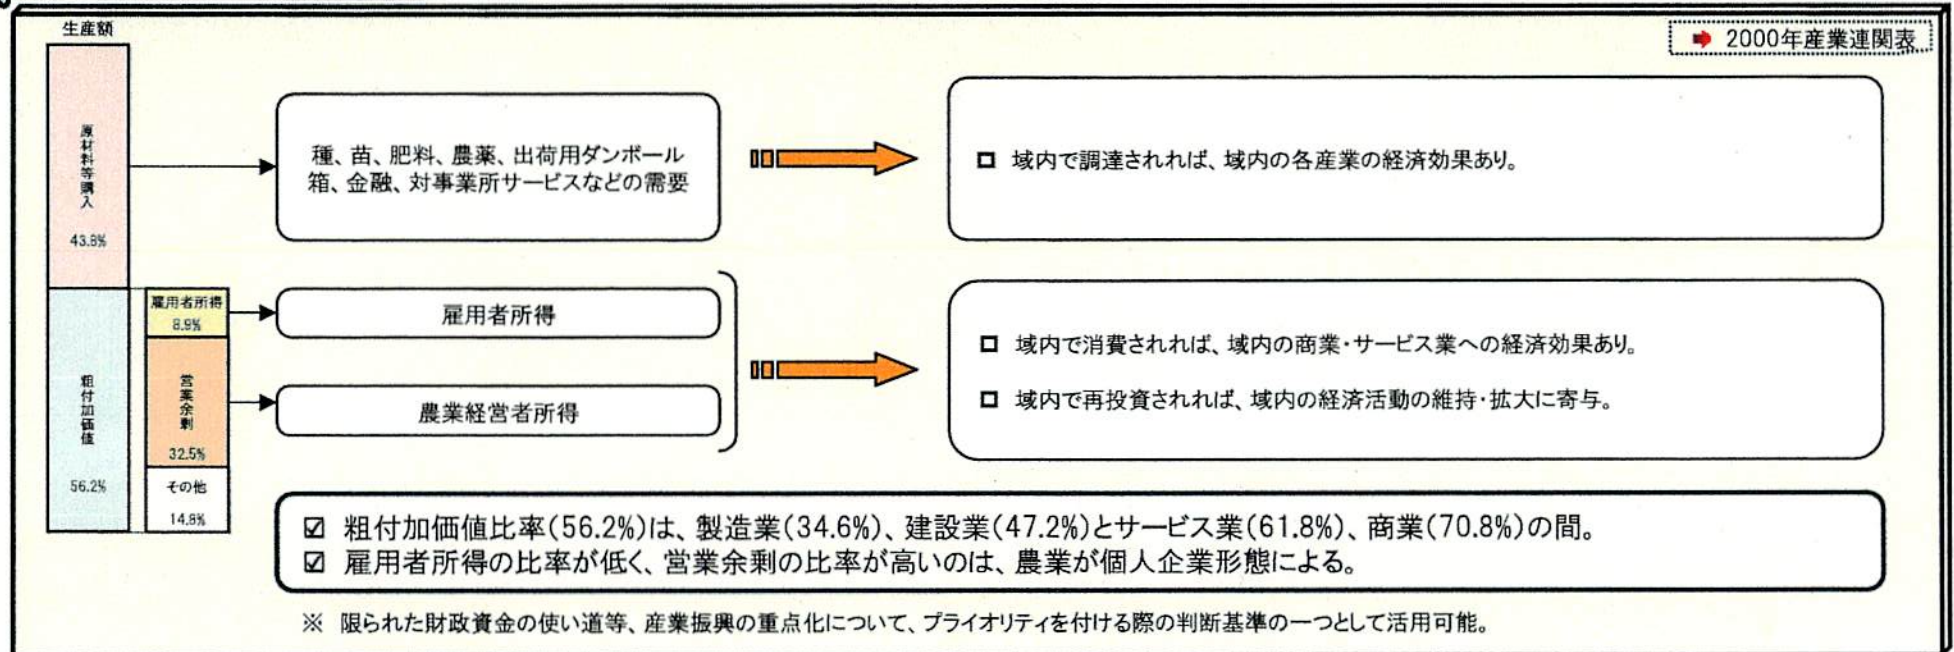 生産額
2000年産業連関表
原材料等購入
43.8%
種、苗、肥料、農薬、出荷用ダンボール
箱、金融、対事業所サービスなどの需要
□ 域内で調達されれば、域内の各産業の経済効果あり。
粗付加価値
56.2%
雇用者所得
8.9%
営業余剰
32.5%
その他
14.8%
雇用者所得
農業経営者所得
□ 域内で消費されれば、域内の商業・サービス業への経済効果あり。
□ 域内で再投資されれば、域内の経済活動の維持・拡大に寄与。
☑ 粗付加価値比率(56.2%)は、製造業(34.6%)、建設業(47.2%)とサービス業(61.8%)、商業(70.8%)の間。
☑ 雇用者所得の比率が低く、営業余剰の比率が高いのは、農業が個人企業形態による。
※ 限られた財政資金の使い道等、産業振興の重点化について、プライオリティを付ける際の判断基準の一つとして活用可能。